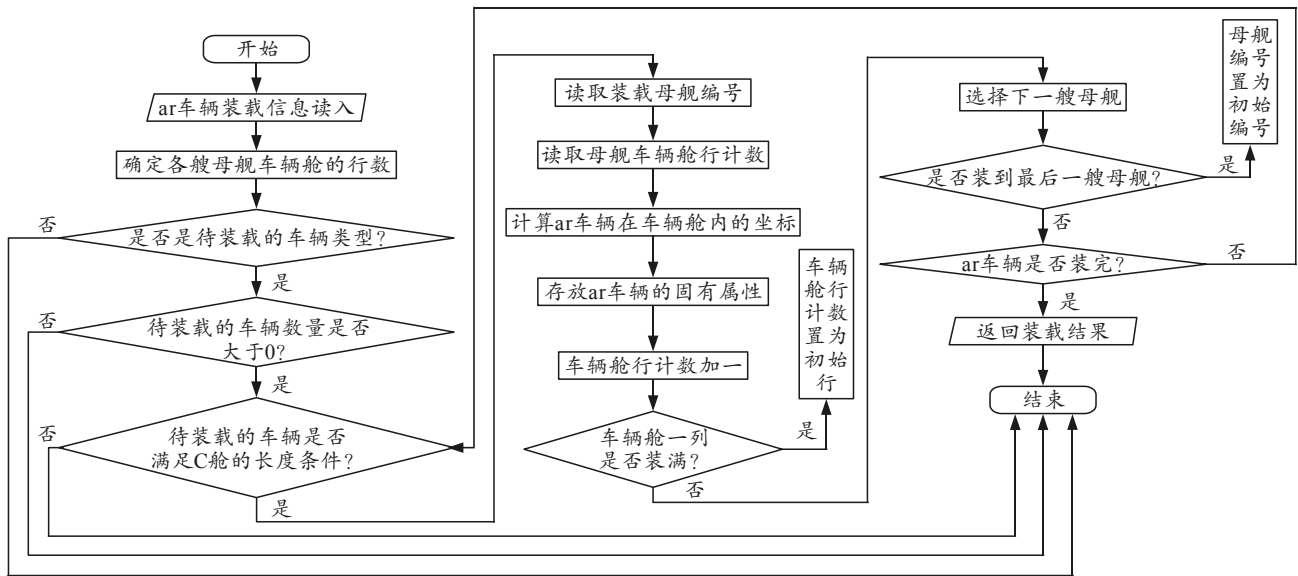 开始
ar车辆装载信息读入
确定各艘母舰车辆舱的行数
否
是否是待装载的车辆类型?
是
否
待装载的车辆数量是否
大于0?
是
否
待装载的车辆是否
满足C舱的长度条件?
是
读取装载母舰编号
读取母舰车辆舱行计数
计算ar车辆在车辆舱内的坐标
存放ar车辆的固有属性
车辆舱行计数加一
车辆舱一列
是否装满?
是
否
车辆
舱行
计数
置为
初始
行
选择下一艘母舰
是否装到最后一艘母舰?
是
母舰
编号
置为
初始
编号
否
ar车辆是否装完?
否
是
返回装载结果
结束